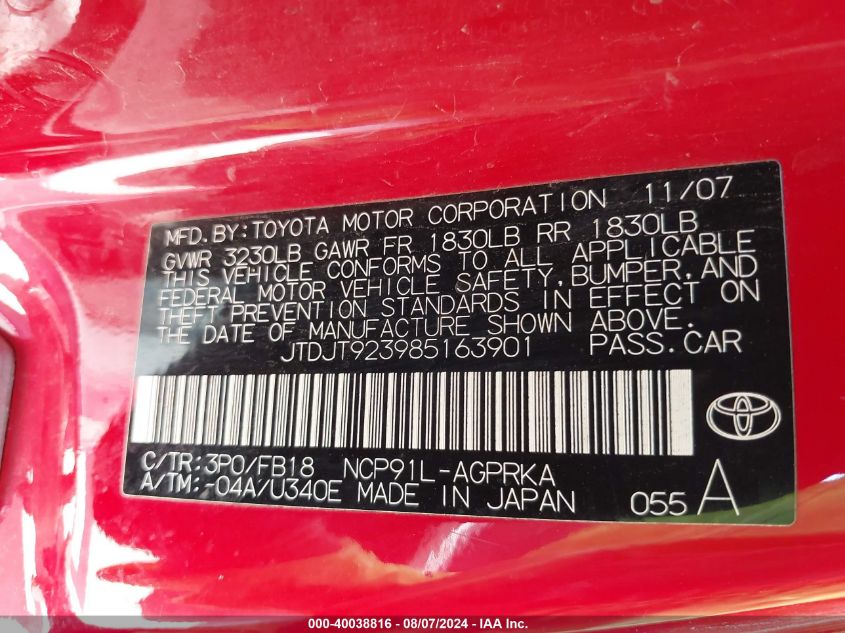 MFD.BY:TOYOTA MOTOR CORPORATION 11/07
GVWR 3230LB GAWR FR 1830LB RR 1830LB
THIS VEHICLE CONFORMS TO ALL APPLICABLE
FEDERAL MOTOR VEHICLE SAFETY,BUMPER,AND
THEFT PREVENTION STANDARDS IN EFFECT ON
THE DATE OF MANUFACTURE SHOWN ABOVE.
JTDJT923985163901 PASS.CAR
C/TR:3P0/FB18 NCP91L-AGPRKA
A/TM:-04A/U340E MADE IN JAPAN 055 A
000-40038816 - 08/07/2024 - IAA Inc.